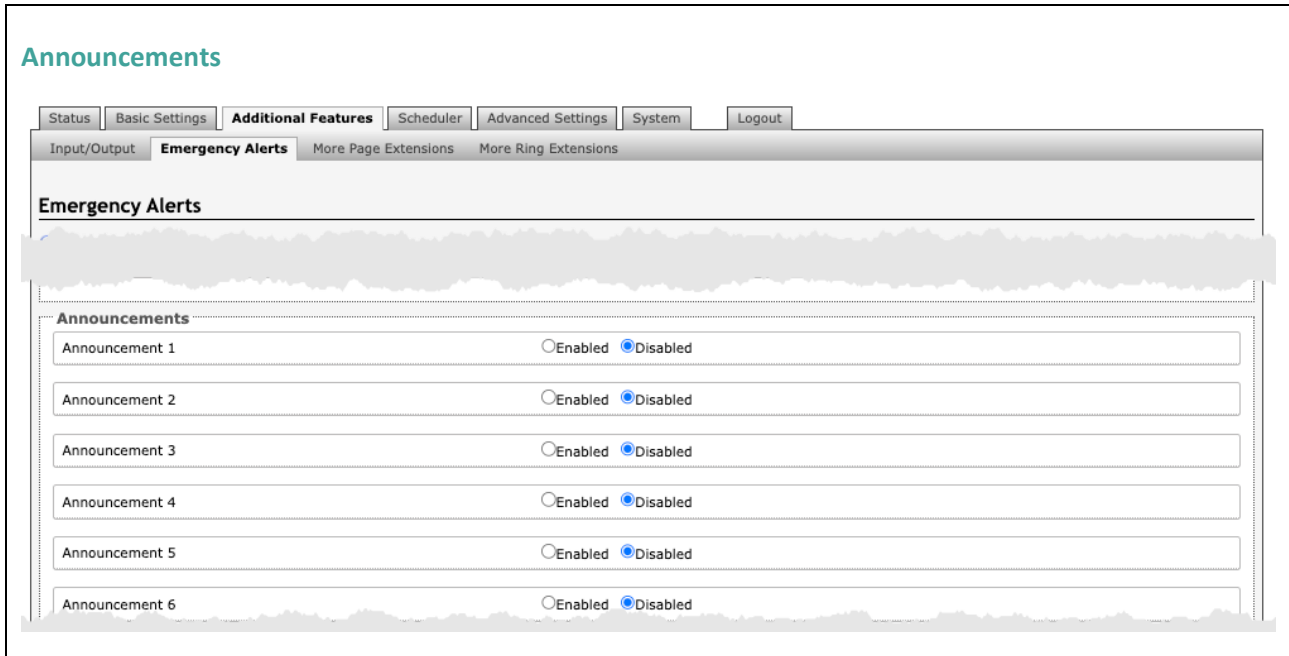 Announcements
Status Basic Settings Additional Features Scheduler Advanced Settings System Logout
Input/Output Emergency Alerts More Page Extensions More Ring Extensions
Emergency Alerts
Announcements
Announcement 1 Enabled Disabled
Announcement 2 Enabled Disabled
Announcement 3 Enabled Disabled
Announcement 4 Enabled Disabled
Announcement 5 Enabled Disabled
Announcement 6 Enabled Disabled